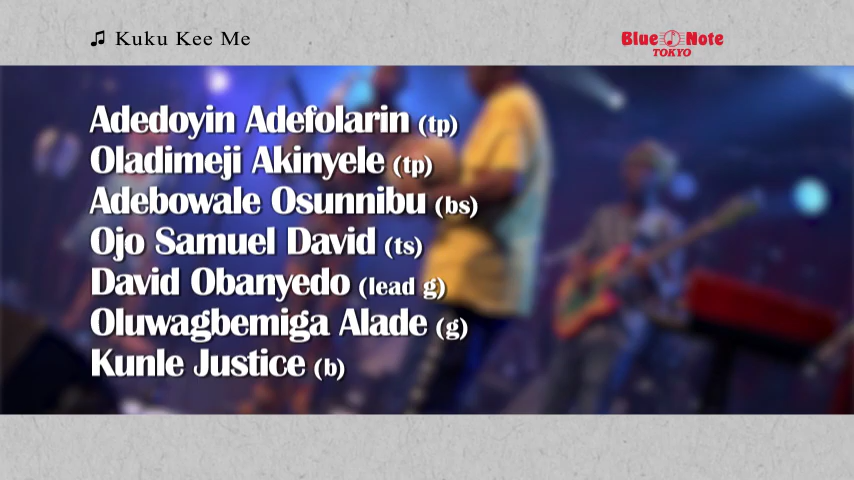 ♫ Kuku Kee Me
Blue Note
TOKYO
Adedoyin Adefolarin (tp)
Oladimeji Akinyele (tp)
Adebowale Osunnibu (bs)
Ojo Samuel David (ts)
David Obanyedo (lead g)
Oluwagbemiga Alade (g)
Kunle Justice (b)